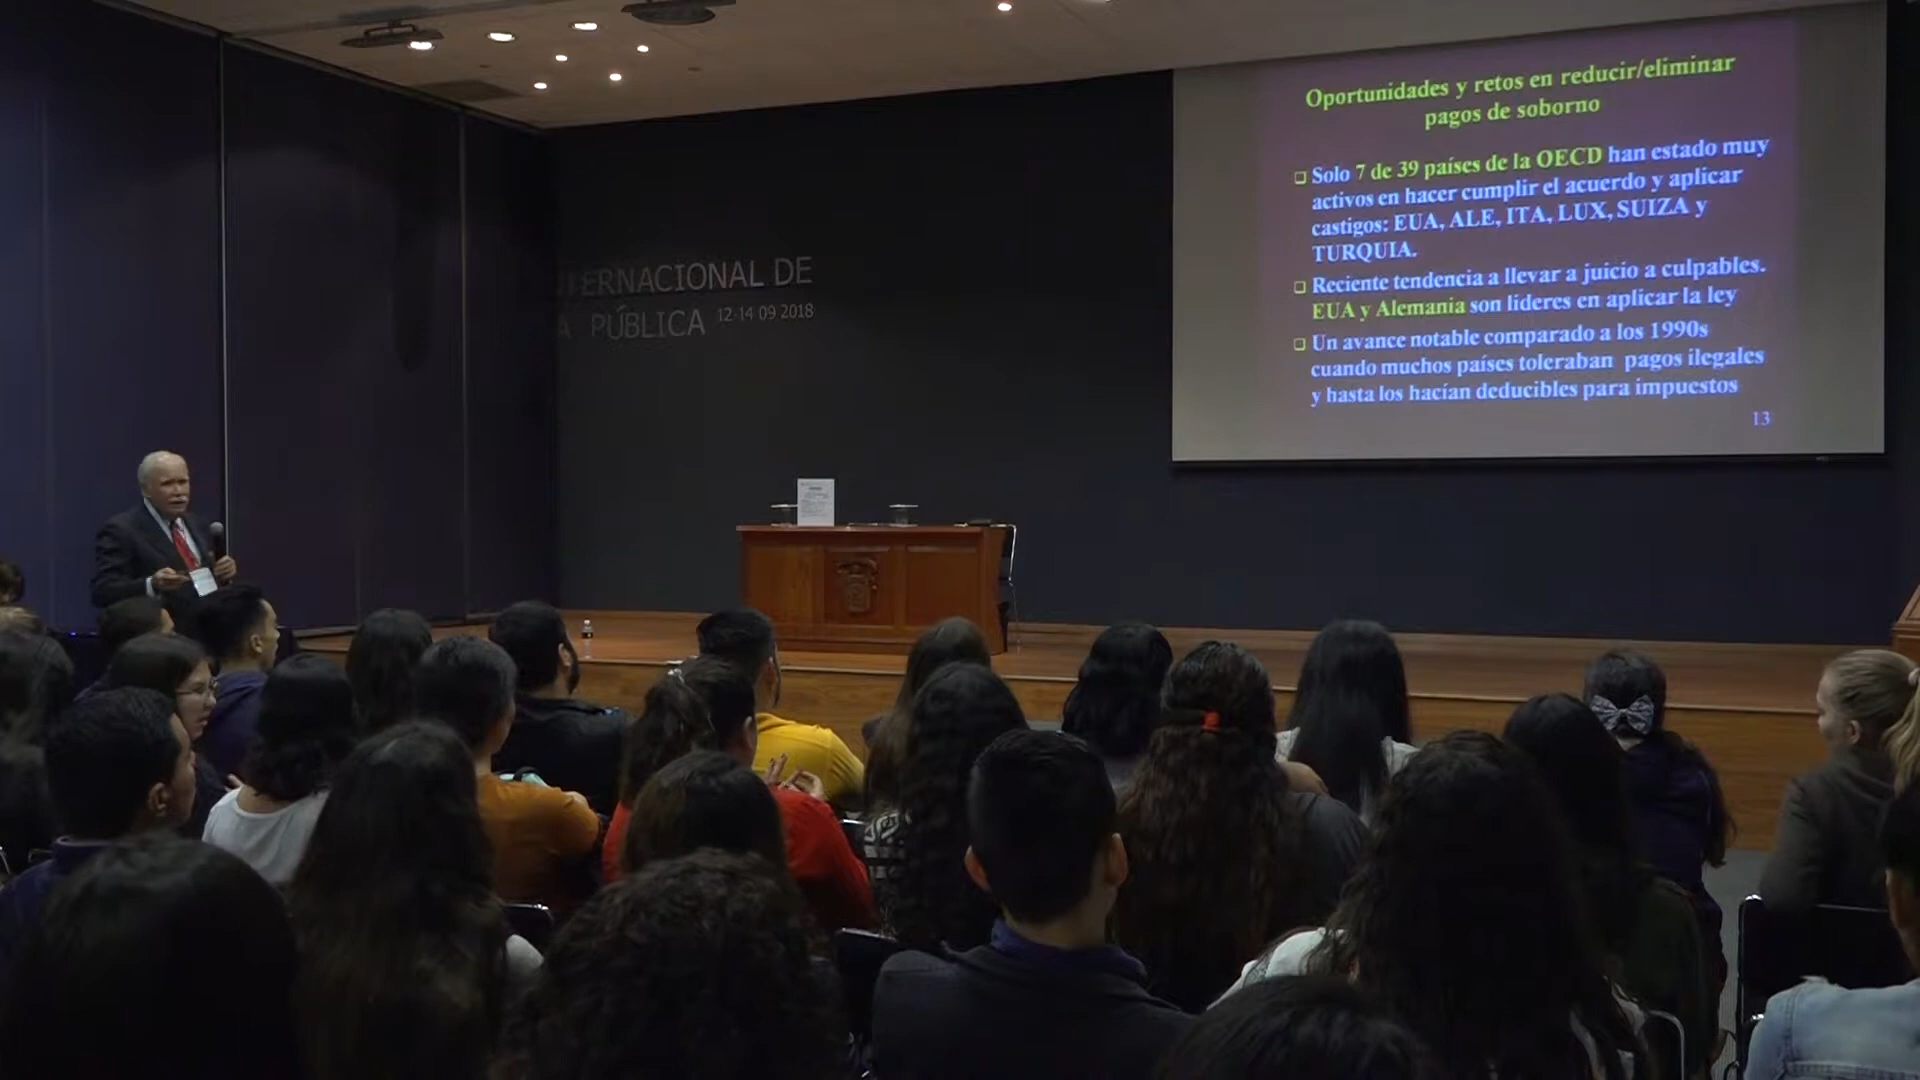 Oportunidades y retos en reducir/eliminar
pagos de soborno
Solo 7 de 39 países de la OECD han estado muy
activos en hacer cumplir el acuerdo y aplicar
castigos: EUA, ALE, ITA, LUX, SUIZA y
TURQUIA.
Reciente tendencia a llevar a juicio a culpables.
EUA y Alemania son lideres en aplicar la ley
Un avance notable comparado a los 1990s
cuando muchos países toleraban pagos ilegales
y hasta los hacían deducibles para impuestos
13
TERNACIONAL DE
A PÚBLICA 12-14 09 2018